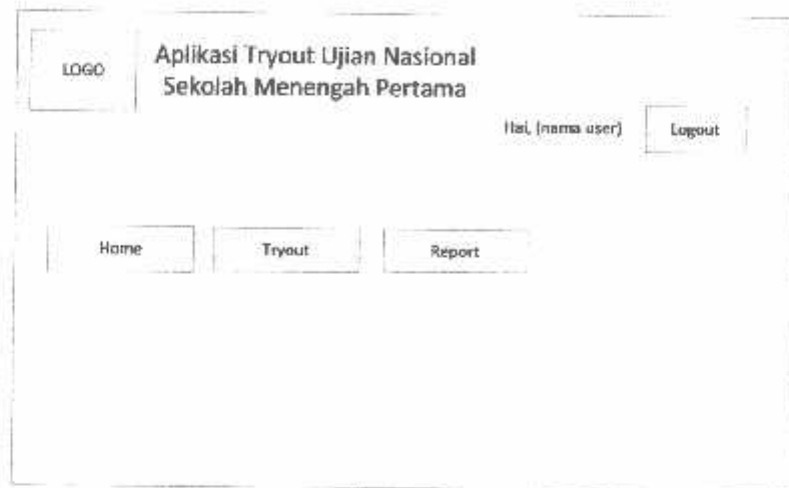 LOGO
Aplikasi Tryout Ujian Nasional
Sekolah Menengah Pertama
Hai, (nama user)
Logout
Home
Tryout
Report